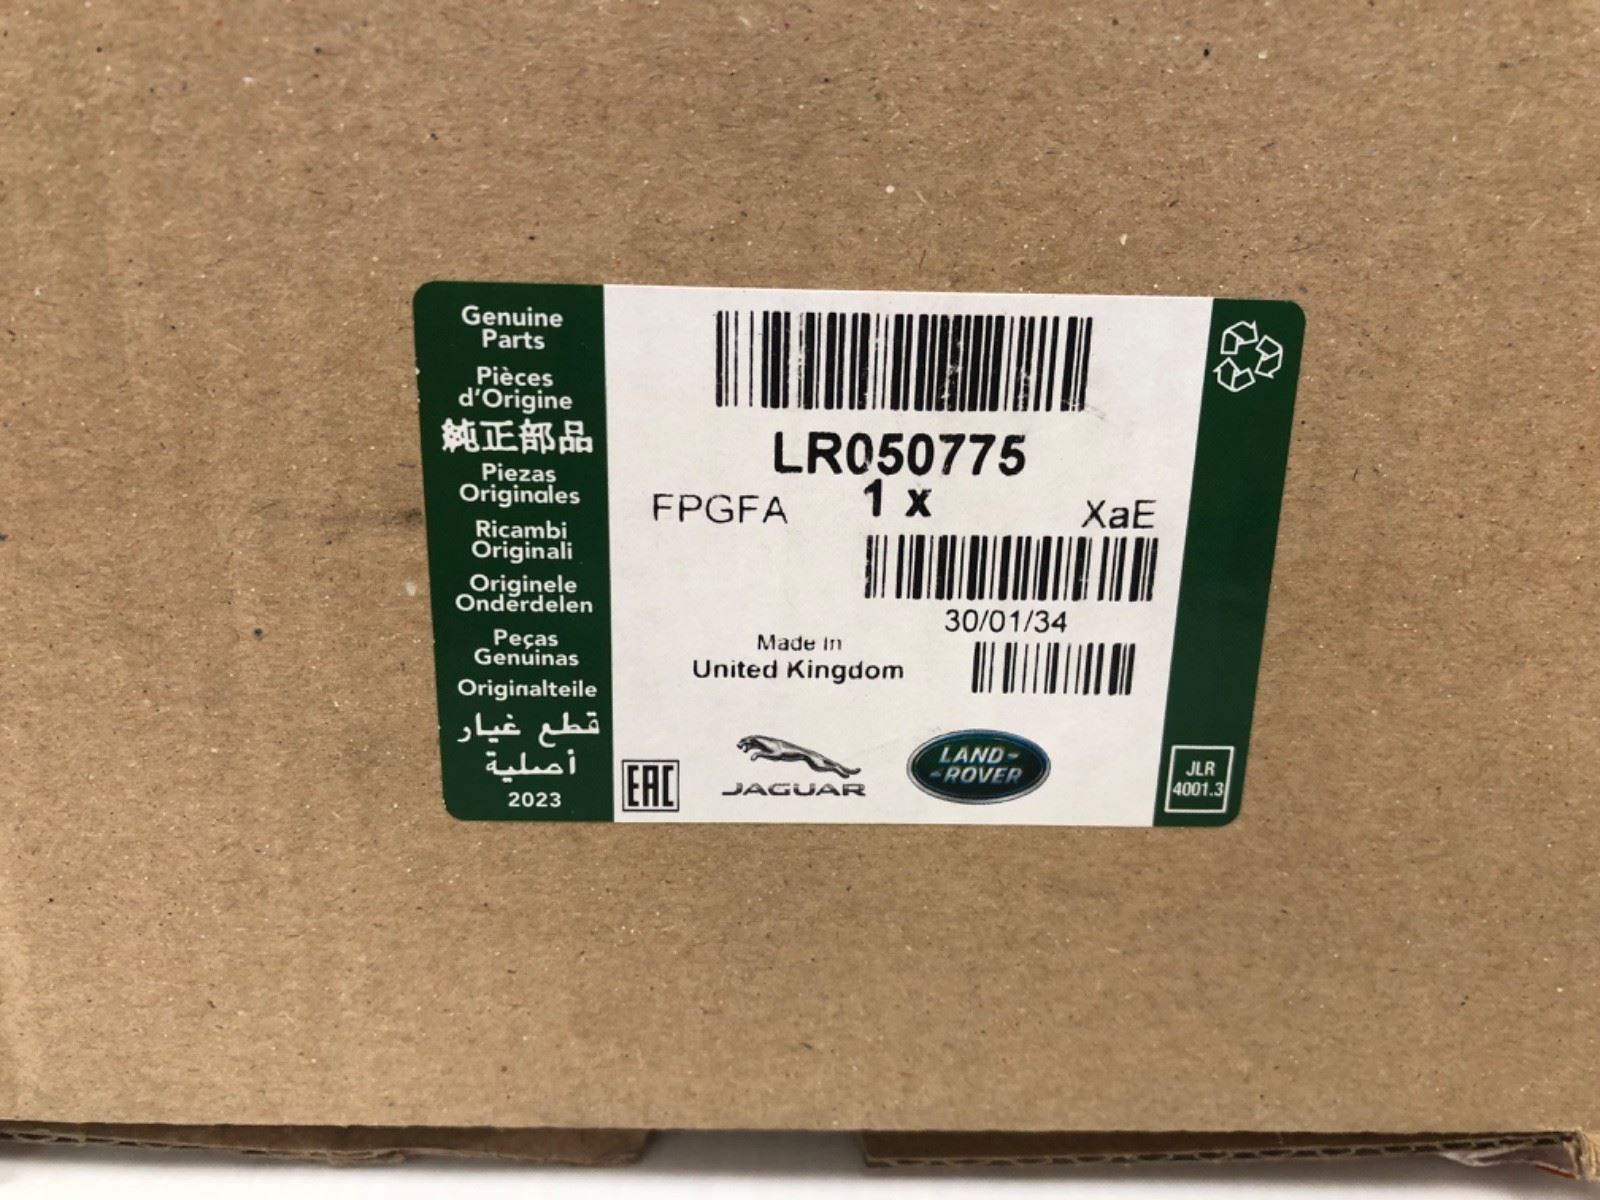 Genuine
Parts
Pièces
d'Origine
純正部品
Piezas
Originales
Ricambi
Originali
Originele
Onderdelen
Peças
Genuinas
Originalteile
قطع غيار
أصلية
2023
LR050775
FPGFA 1 x XaE
30/01/34
Made In
United Kingdom
EAC
JAGUAR
LAND-
-ROVER
JLR
4001.3